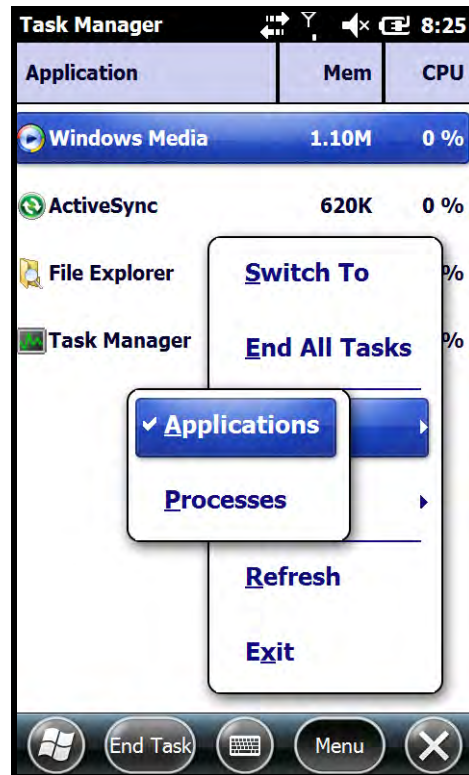 Task Manager 8:25
Application Mem CPU
Windows Media 1.10M 0 %
ActiveSync 620K 0 %
File Explorer %
Task Manager %
Switch To
End All Tasks
Applications
Processes
Refresh
Exit
End Task Menu